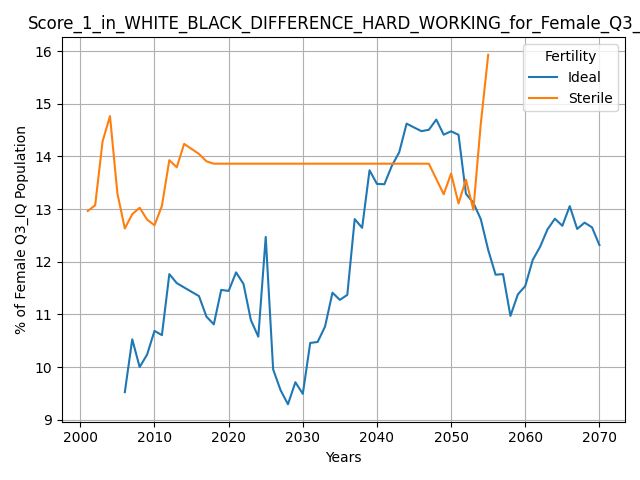 Score_1_in_WHITE_BLACK_DIFFERENCE_HARD_WORKING_for_Female_Q3_
16
15
14
13
12
11
10
9
% of Female Q3_IQ Population
Fertility
Ideal
Sterile
2000 2010 2020 2030 2040 2050 2060 2070
Years